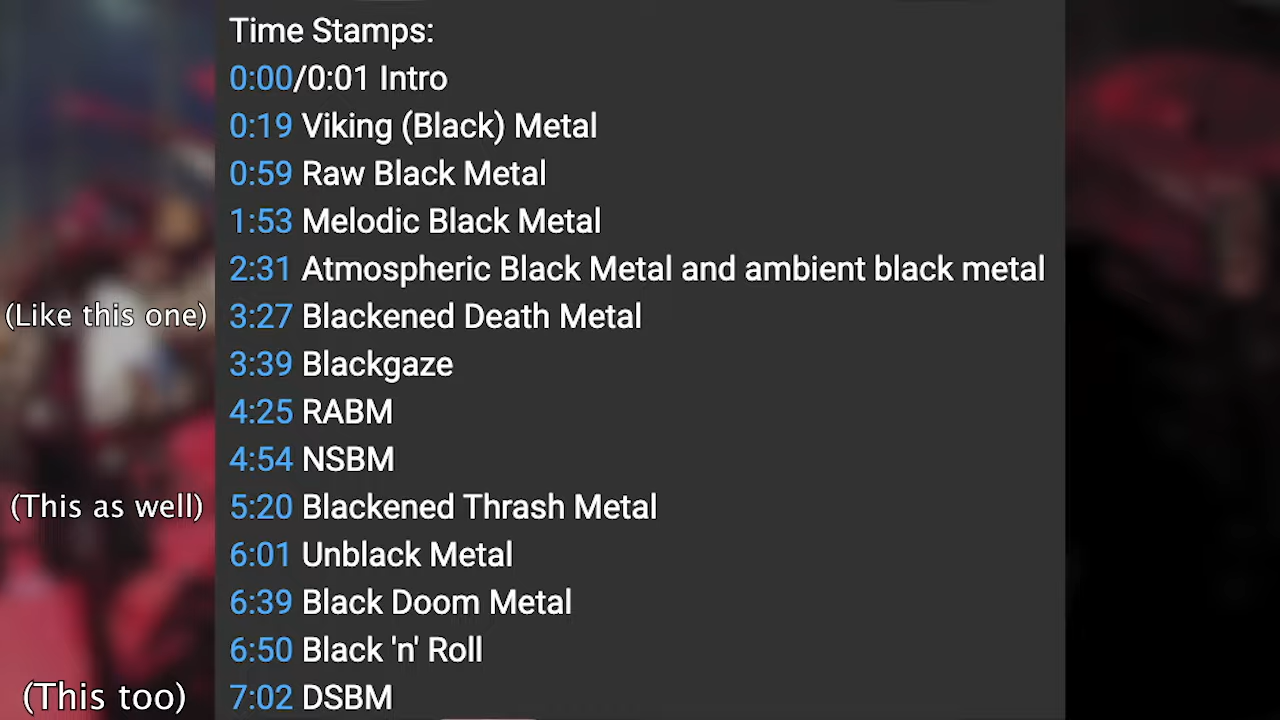 Time Stamps:
0:00/0:01 Intro
0:19 Viking (Black) Metal
0:59 Raw Black Metal
1:53 Melodic Black Metal
2:31 Atmospheric Black Metal and ambient black metal
(Like this one) 3:27 Blackened Death Metal
3:39 Blackgaze
4:25 RABM
4:54 NSBM
(This as well) 5:20 Blackened Thrash Metal
6:01 Unblack Metal
6:39 Black Doom Metal
6:50 Black 'n' Roll
(This too) 7:02 DSBM